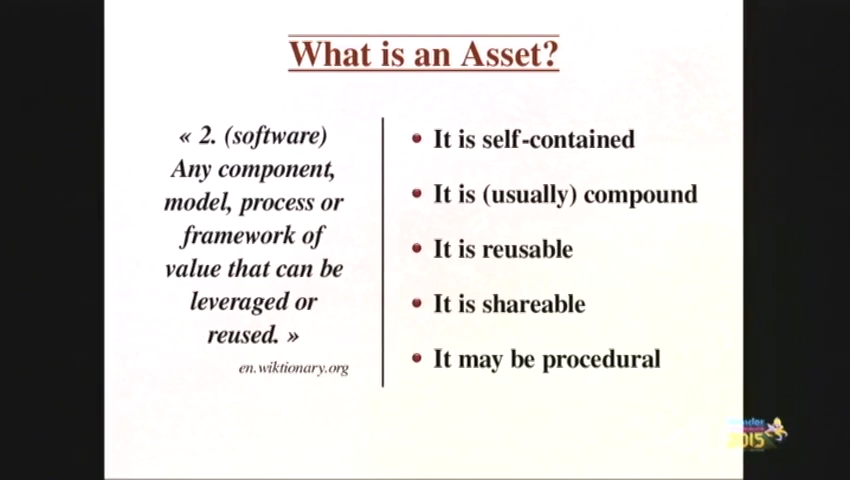 What is an Asset?
« 2. (software)
Any component,
model, process or
framework of
value that can be
leveraged or
reused. »
en.wiktionary.org
• It is self-contained
• It is (usually) compound
• It is reusable
• It is shareable
• It may be procedural
2015